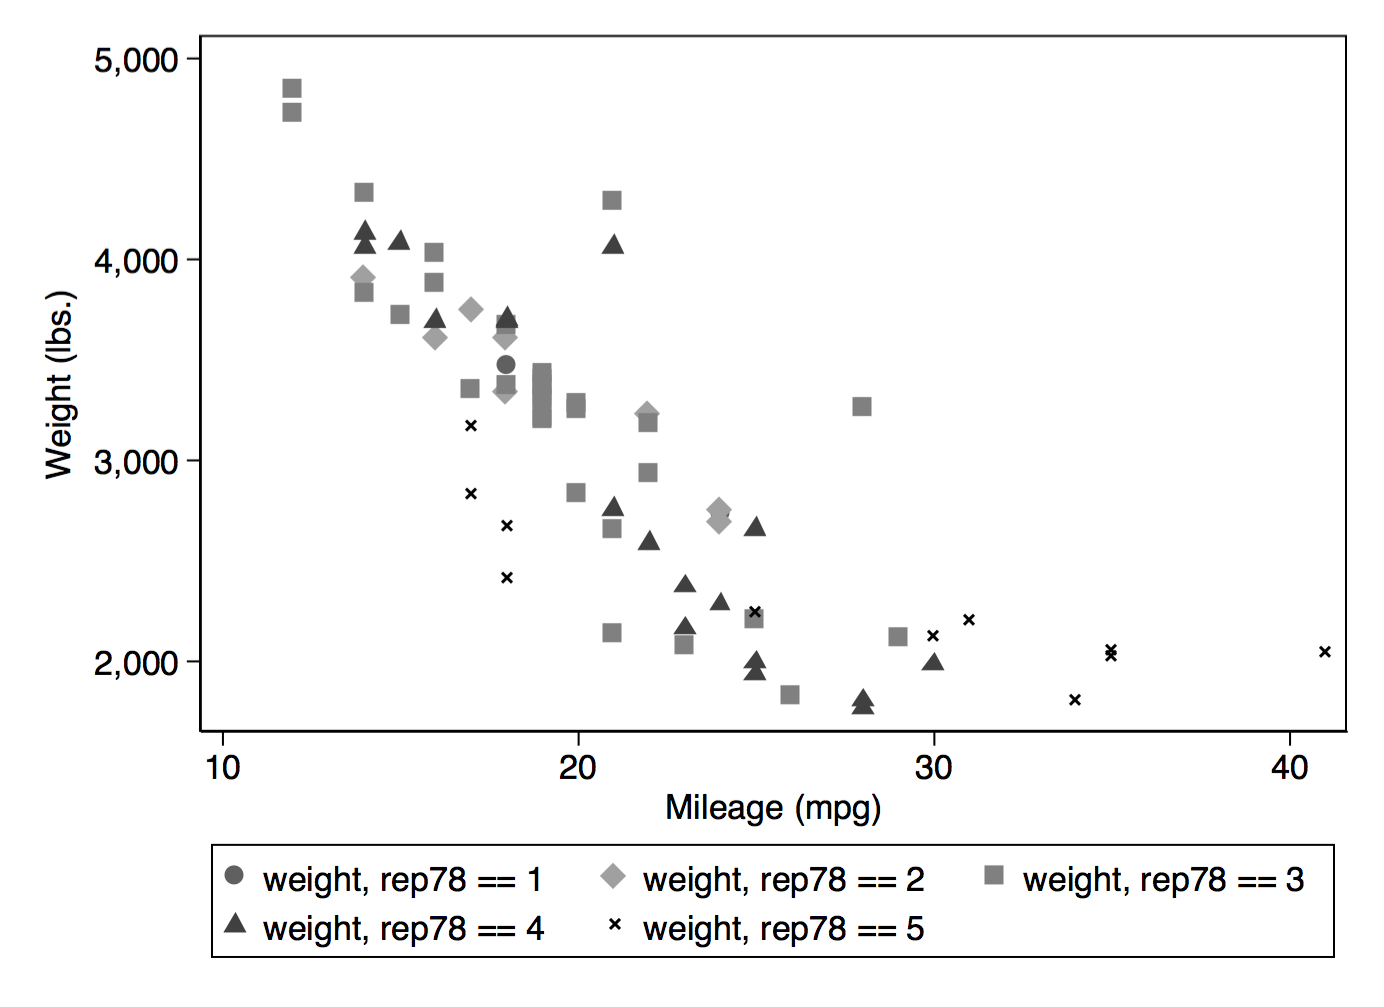 5,000
4,000
3,000
2,000
Weight (lbs.)
10 20 30 40
Mileage (mpg)
weight, rep78 == 1 weight, rep78 == 2 weight, rep78 == 3
weight, rep78 == 4 weight, rep78 == 5